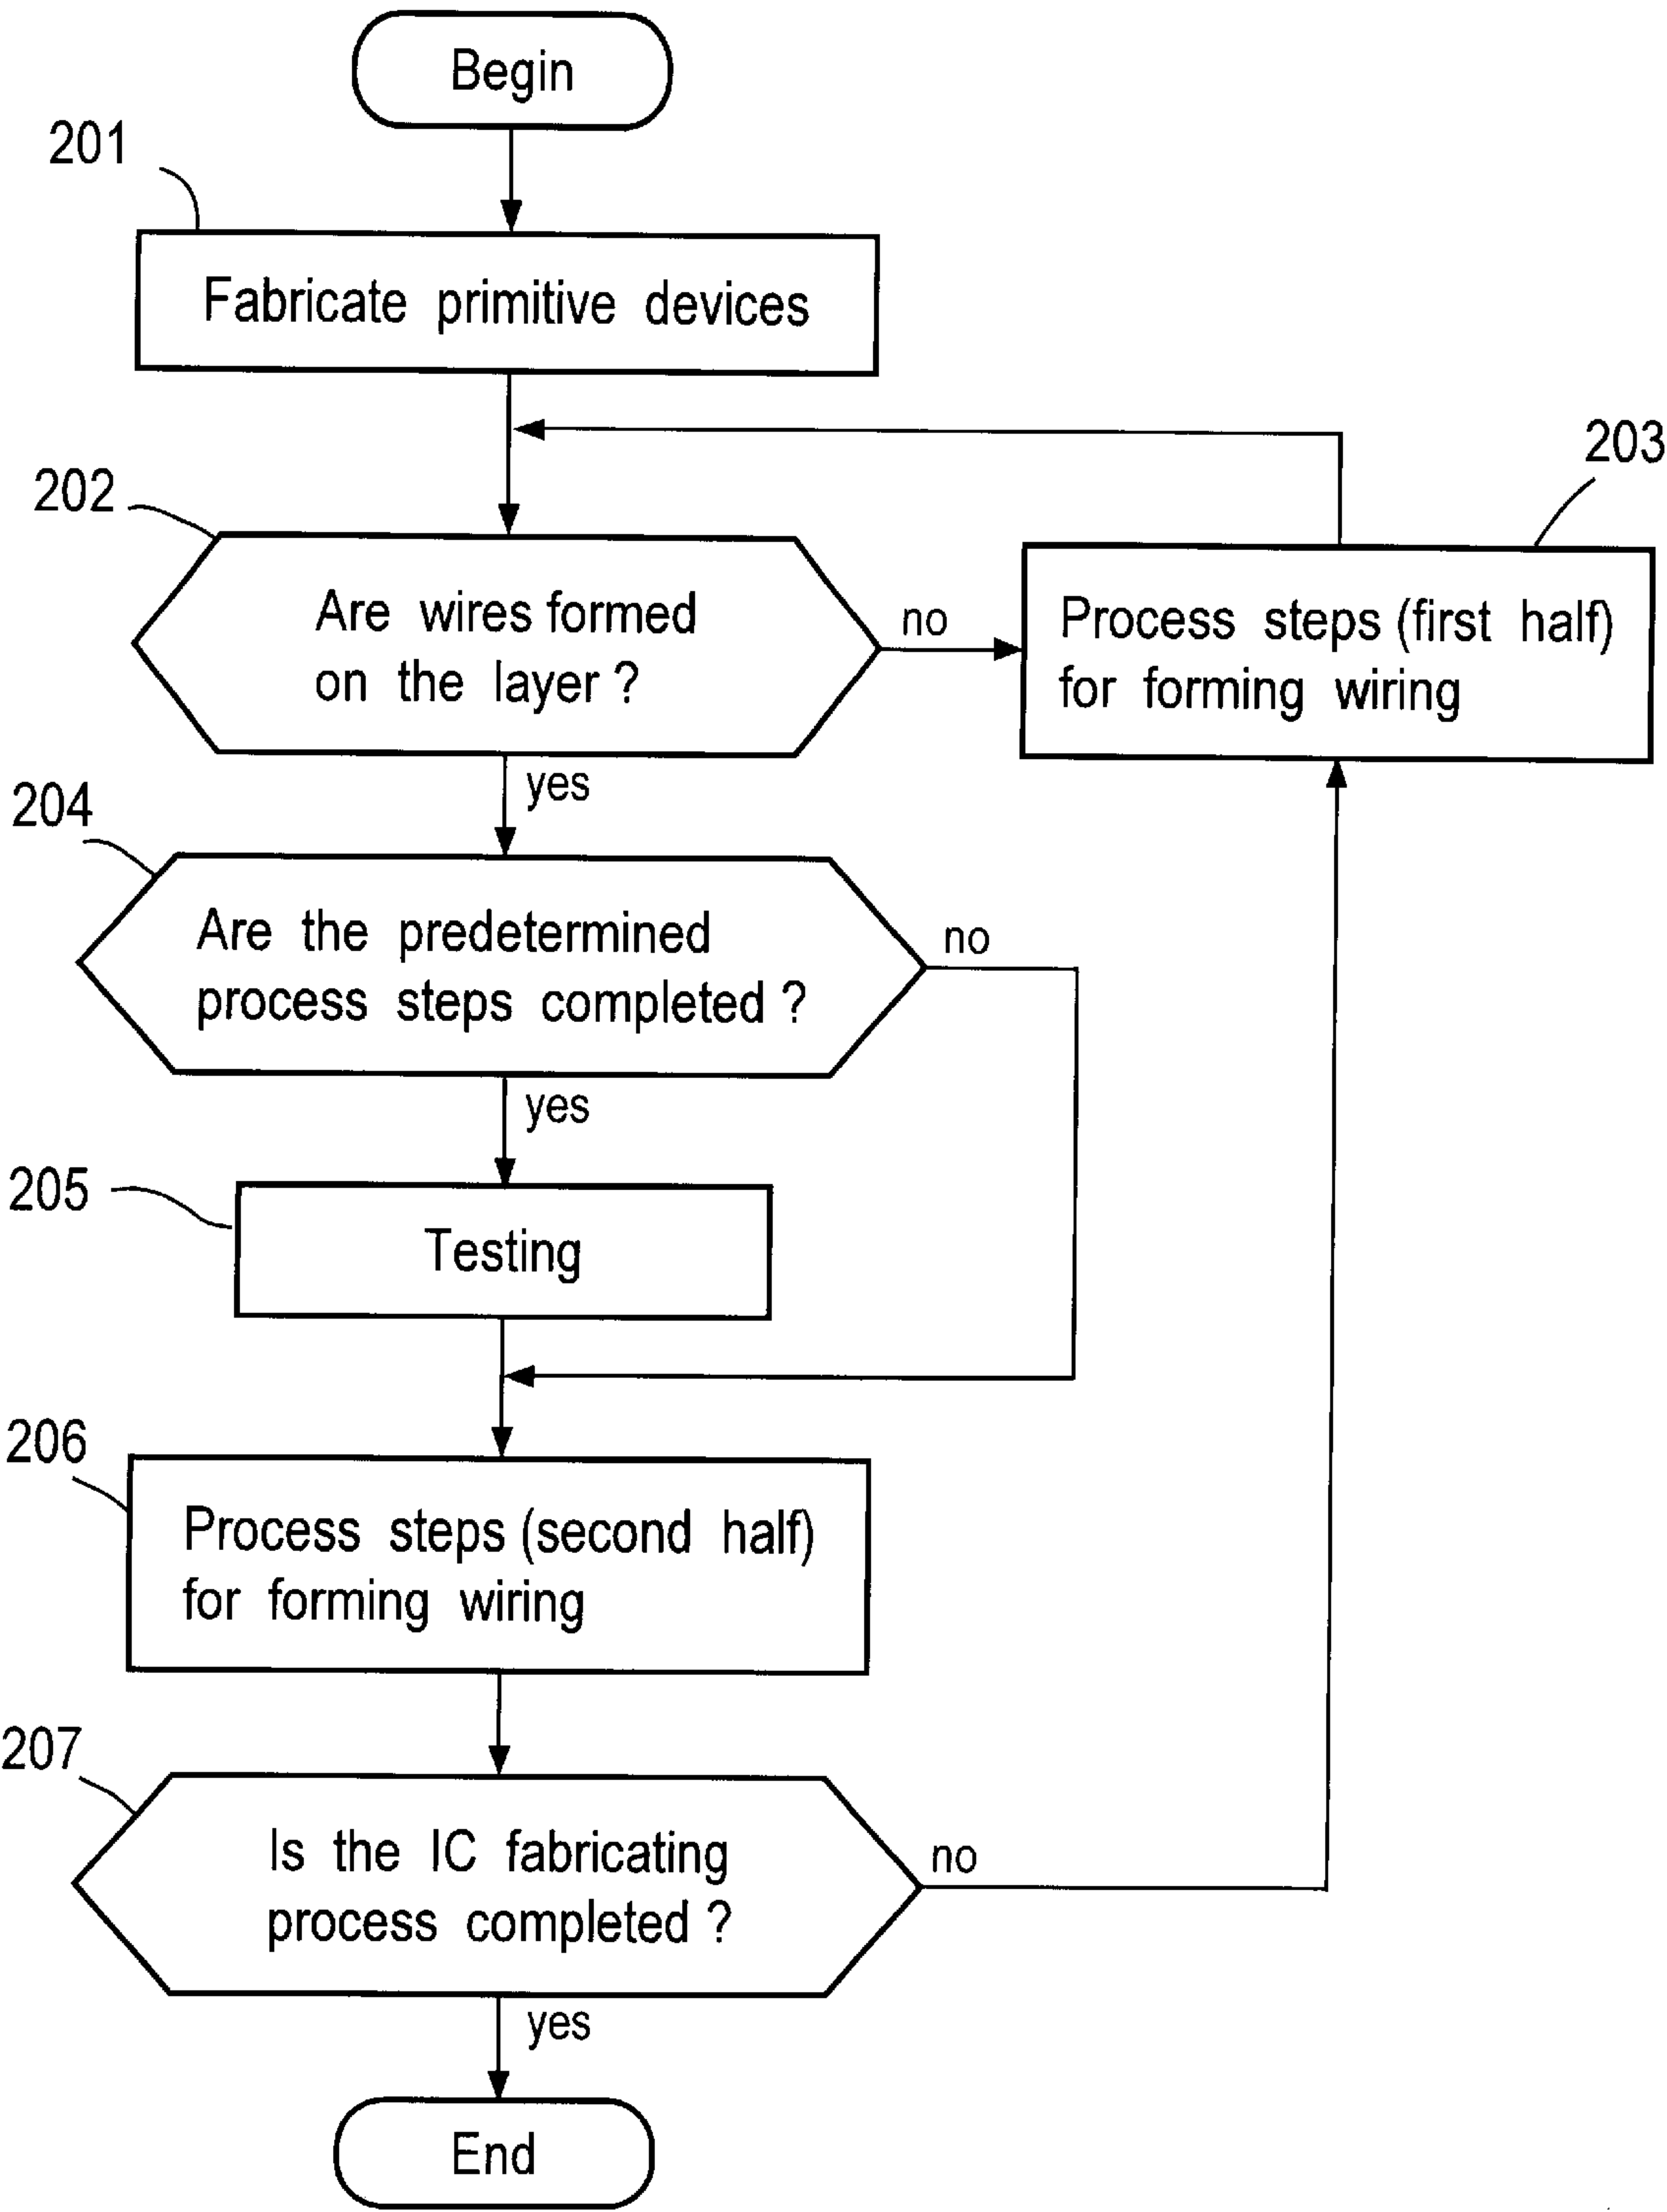 Begin
201
Fabricate primitive devices
203
202
Are wires formed
on the layer ?
no
Process steps (first half)
for forming wiring
yes
204
Are the predetermined
process steps completed ?
no
yes
205
Testing
206
Process steps (second half)
for forming wiring
207
Is the IC fabricating
process completed ?
no
yes
End